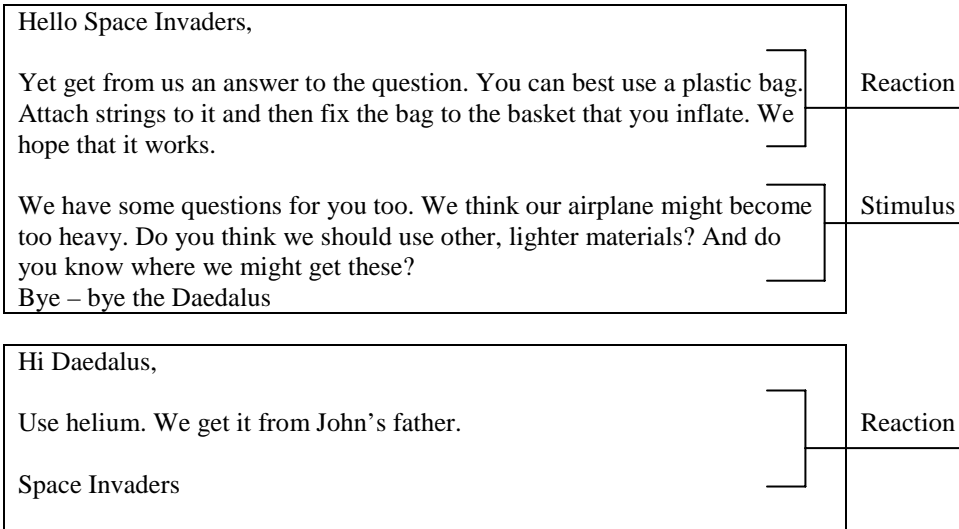 Hello Space Invaders,
Yet get from us an answer to the question. You can best use a plastic bag.
Reaction
Attach strings to it and then fix the bag to the basket that you inflate. We
hope that it works.
We have some questions for you too. We think our airplane might become
Stimulus
too heavy. Do you think we should use other, lighter materials? And do
you know where we might get these?
Bye – bye the Daedalus
Hi Daedalus,
Use helium. We get it from John’s father.
Reaction
Space Invaders